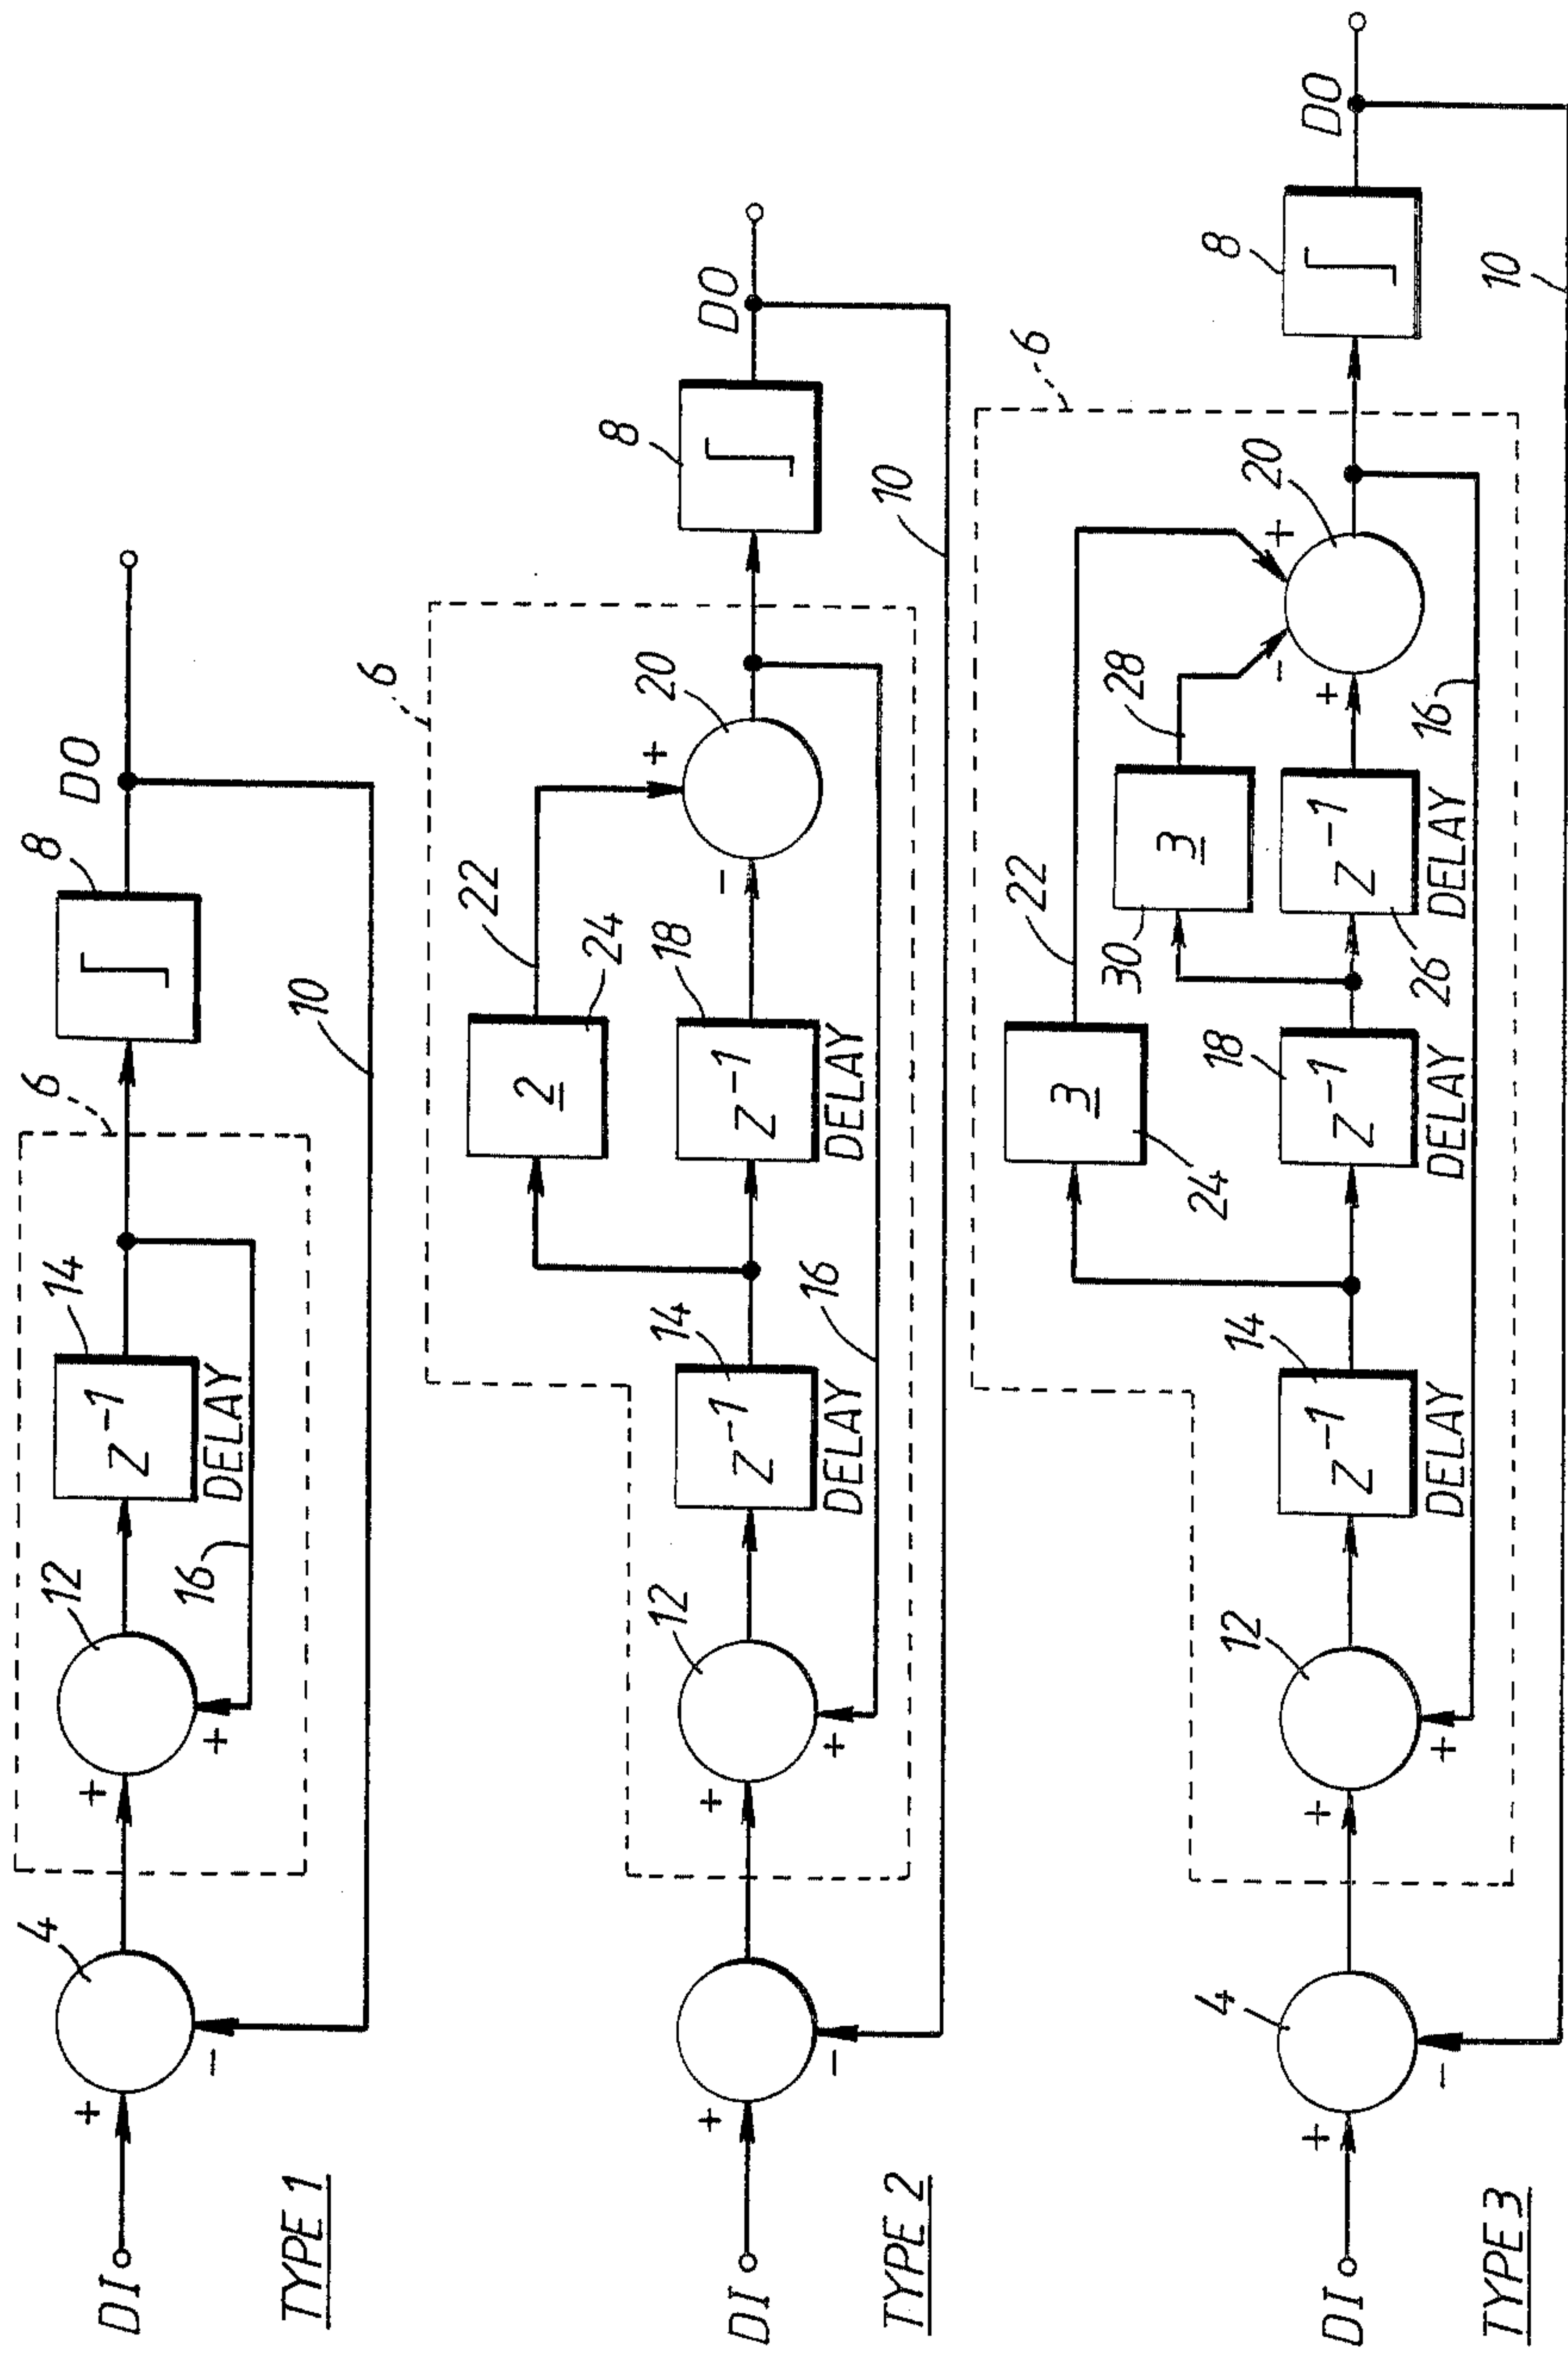 TYPE 1
DI
+
-
4
+
+
12
16
z⁻¹
DELAY
14
6
∫
8
10
DO
TYPE 2
DI
+
-
+
+
12
z⁻¹
DELAY
14
16
2
24
22
z⁻¹
DELAY
18
-
+
20
6
∫
8
10
DO
TYPE 3
DI
+
-
4
+
+
12
z⁻¹
DELAY
14
3
24
22
z⁻¹
DELAY
18
3
30
28
z⁻¹
DELAY
26
16
+
-
+
20
6
∫
8
10
DO